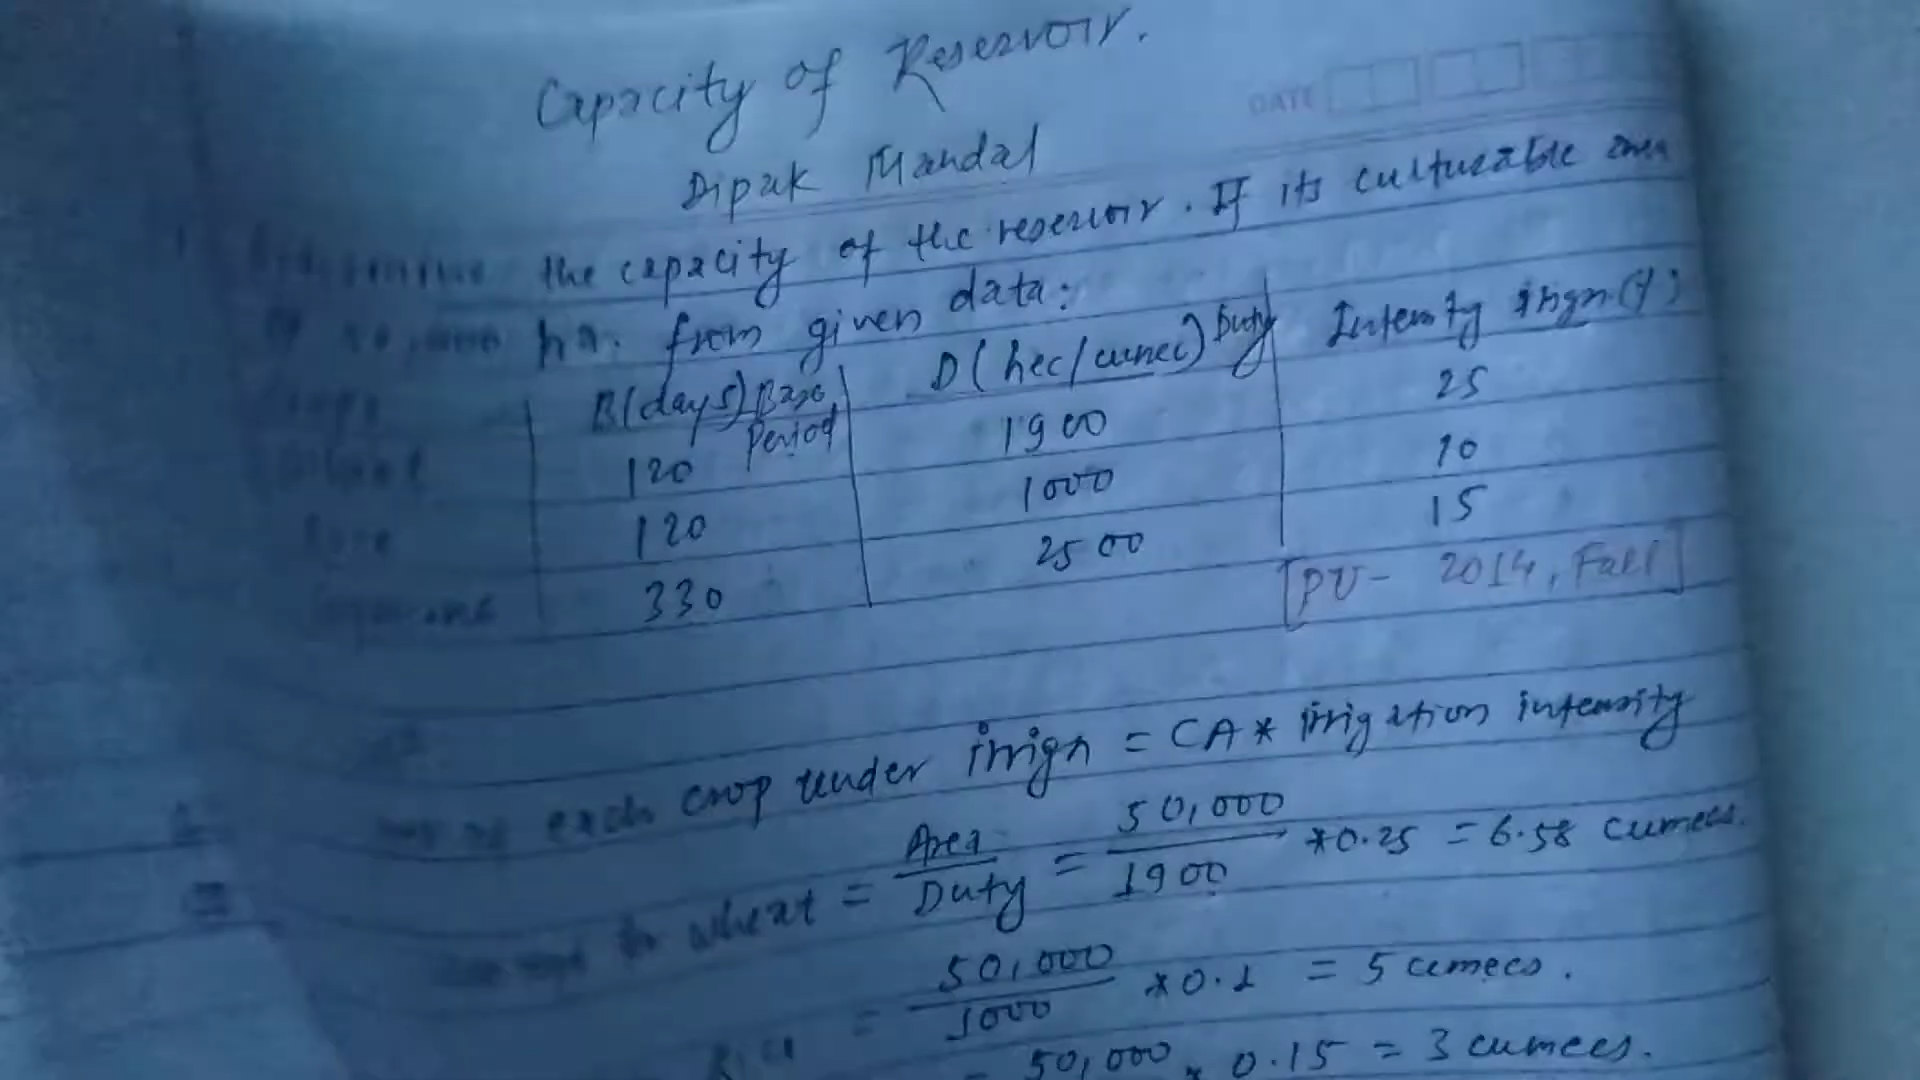 Capacity of Reservoir.
DATE
Dipak Mandal
the capacity of the reservoir. If its culturable area
ha. from given data:
B(days) Base Period
D(hec/cumec) Duty
Intensity irrign(%)
120 1900 25
120 1000 10
330 2500 15
[PU- 2014, Fall]
each crop under irrign = CA * irrigation intensity
wheat = Area/Duty = 50,000/1900 *0.25 = 6.58 cumecs.
= 50,000/1000 *0.1 = 5 cumecs.
= 50,000 * 0.15 = 3 cumecs.